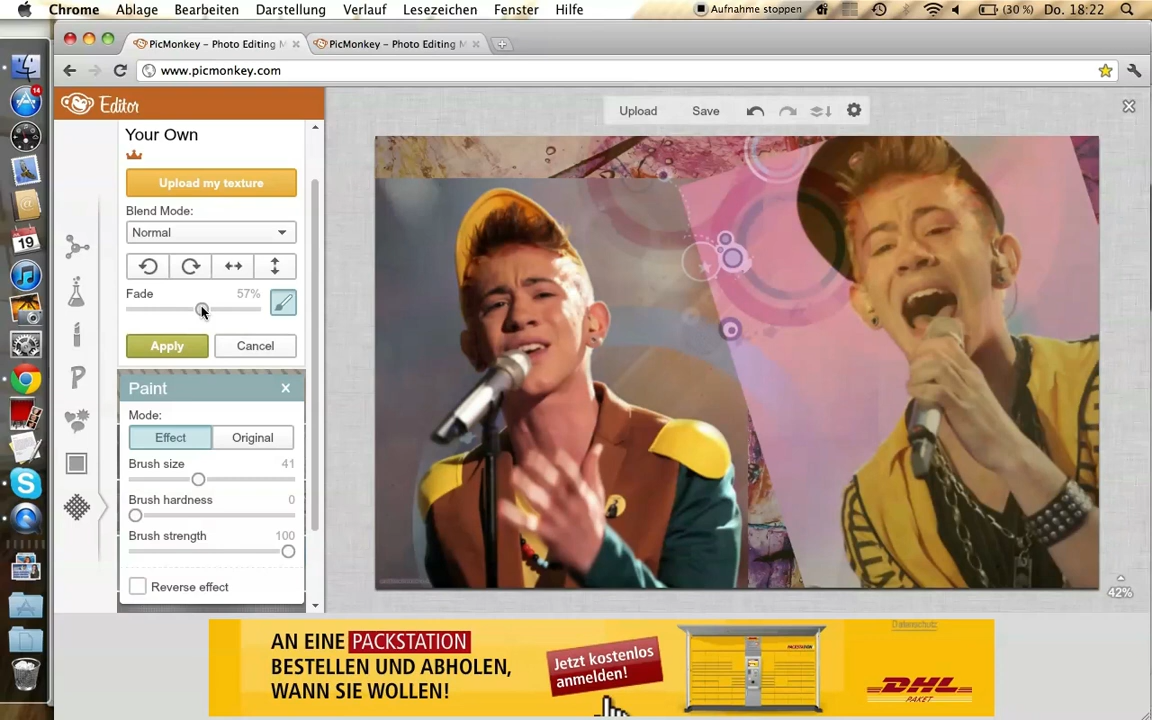 Chrome Ablage Bearbeiten Darstellung Verlauf Lesezeichen Fenster Hilfe Aufnahme stoppen (30 %) Do. 18:22
PicMonkey – Photo Editing M PicMonkey – Photo Editing M
www.picmonkey.com
14
19
Editor
Upload Save
Your Own
Upload my texture
Blend Mode:
Normal
Fade 57%
Apply Cancel
Paint
Mode:
Effect Original
Brush size 41
Brush hardness 0
Brush strength 100
Reverse effect
P
42%
AN EINE PACKSTATION
BESTELLEN UND ABHOLEN,
WANN SIE WOLLEN!
Jetzt kostenlos
anmelden!
Datenschutz
DHL
PAKET